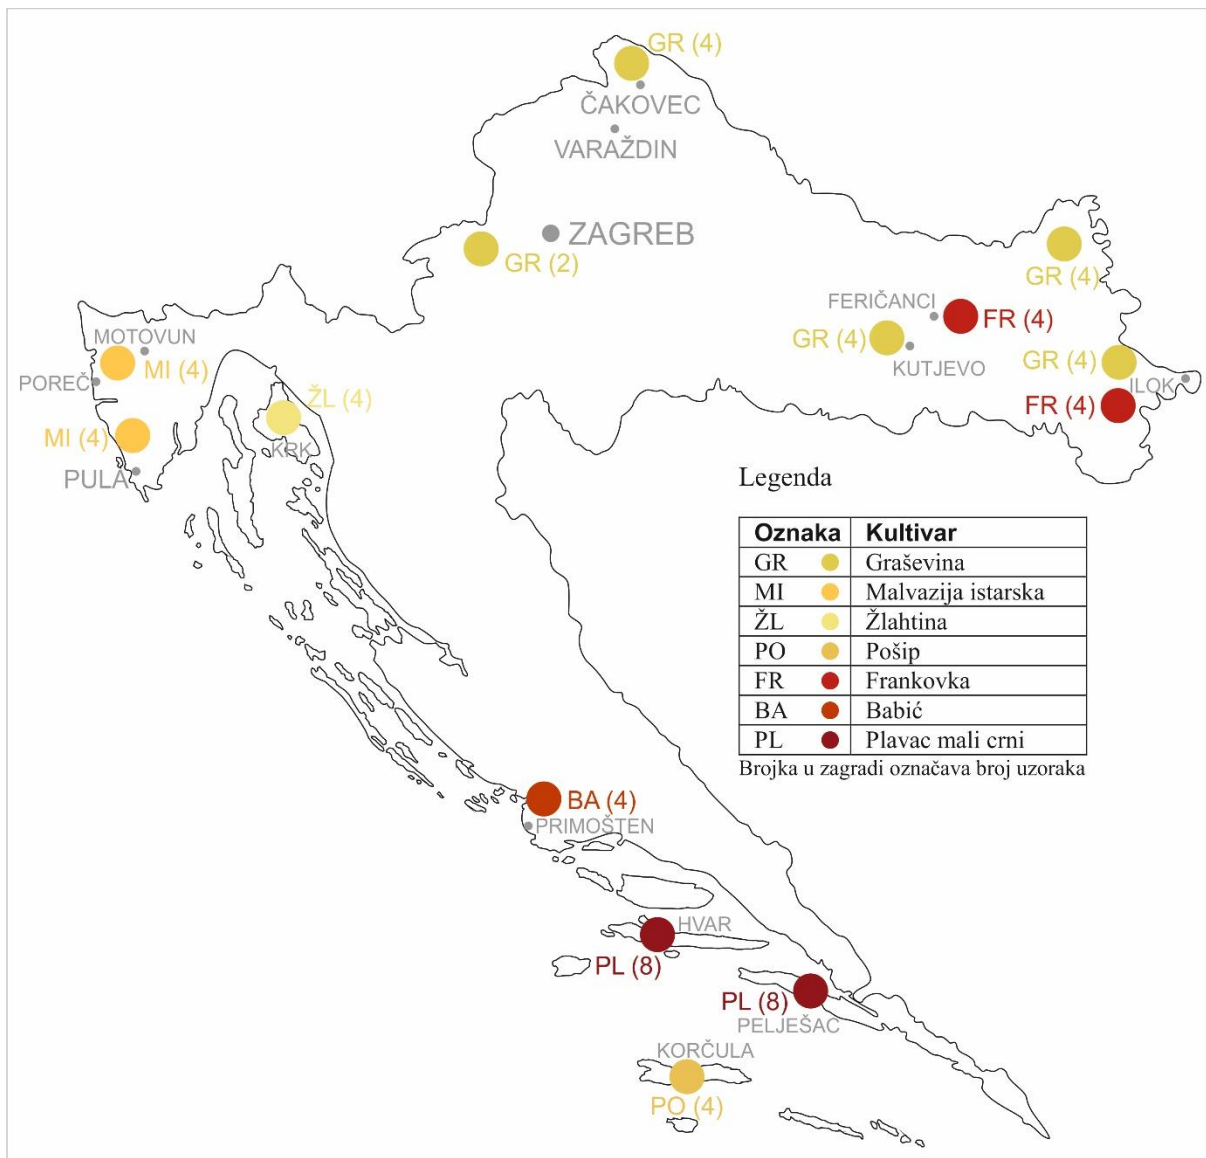 GR (4)
ČAKOVEC
VARAŽDIN
ZAGREB
GR (2)
GR (4)
FERIČANCI
FR (4)
GR (4)
KUTJEVO
GR (4)
ILOK
FR (4)
MOTOVUN
MI (4)
POREČ
ŽL (4)
KRK
MI (4)
PULA
Legenda
Oznaka Kultivar
GR Graševina
MI Malvazija istarska
ŽL Žlahtina
PO Pošip
FR Frankovka
BA Babić
PL Plavac mali crni
Brojka u zagradi označava broj uzoraka
BA (4)
PRIMOŠTEN
HVAR
PL (8)
PL (8)
PELJEŠAC
KORČULA
PO (4)